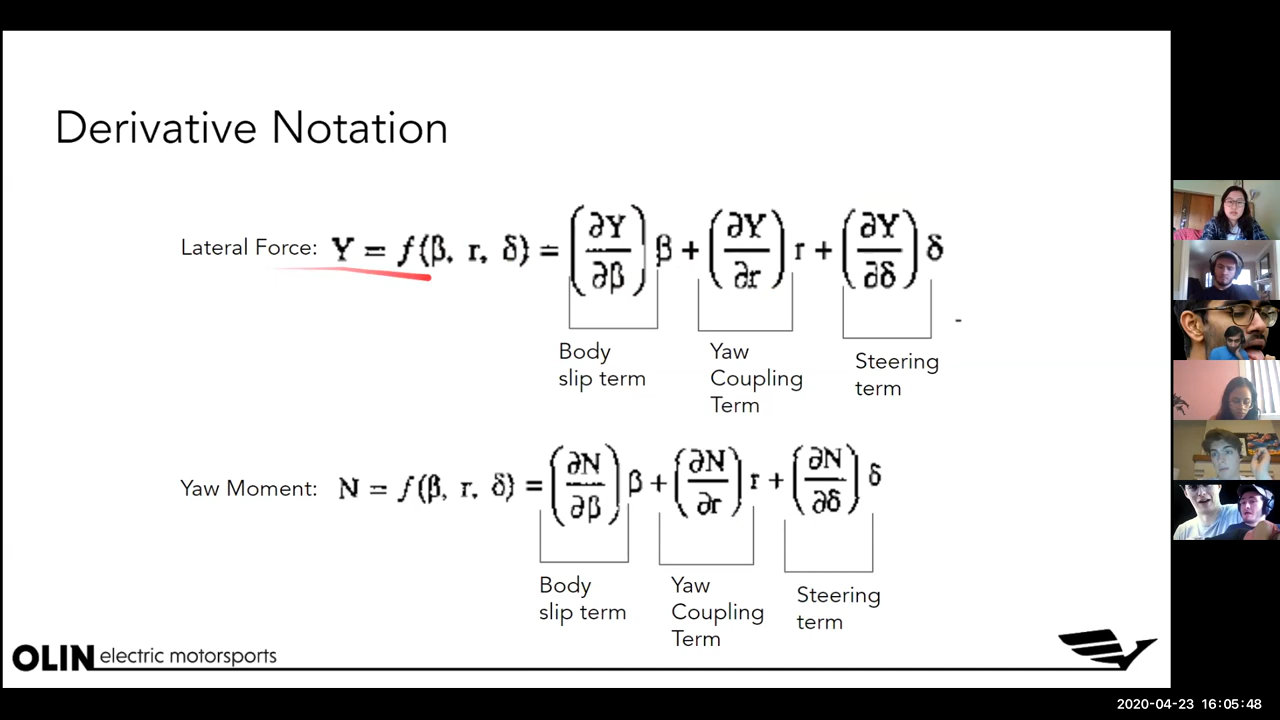 Derivative Notation
Lateral Force: Y = f(β, r, δ) = (∂Y/∂β) β + (∂Y/∂r) r + (∂Y/∂δ) δ
-
Body
slip term
Yaw
Coupling
Term
Steering
term
Yaw Moment: N = f(β, r, δ) = (∂N/∂β) β + (∂N/∂r) r + (∂N/∂δ) δ
Body
slip term
Yaw
Coupling
Term
Steering
term
OLIN electric motorsports
2020-04-23 16:05:48